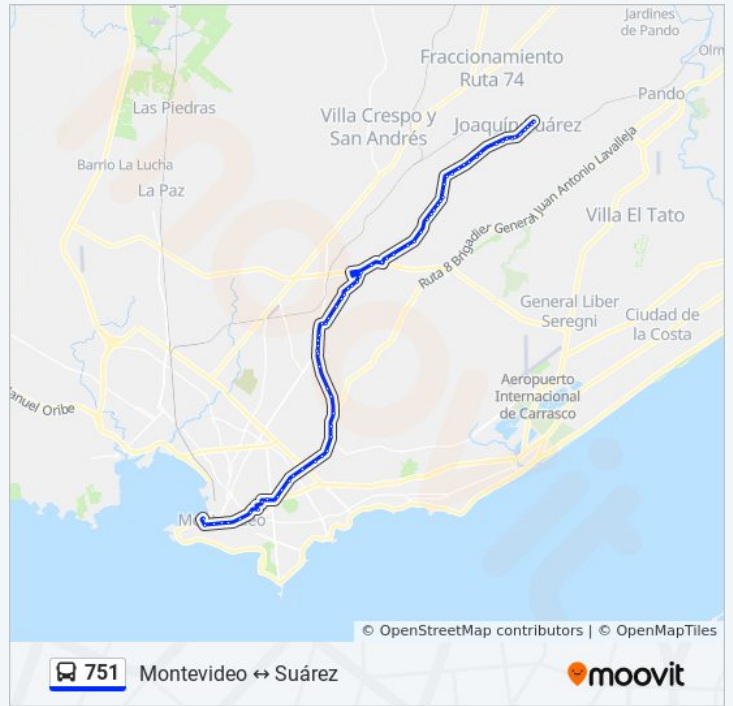 Jardines
de Pando
Fraccionamiento
Ruta 74
Olm
Las Piedras
Pando
Villa Crespo y
San Andrés
Joaquín Suárez
Barrio La Lucha
La Paz
Ruta 8 Brigadier General Juan Antonio Lavalleja
Villa El Tato
General Liber
Seregni
Ciudad de
la Costa
Aeropuerto
Internacional
de Carrasco
anuel Oribe
Montevideo
moovit
© OpenStreetMap contributors | © OpenMapTiles
751 Montevideo ↔ Suárez
moovit